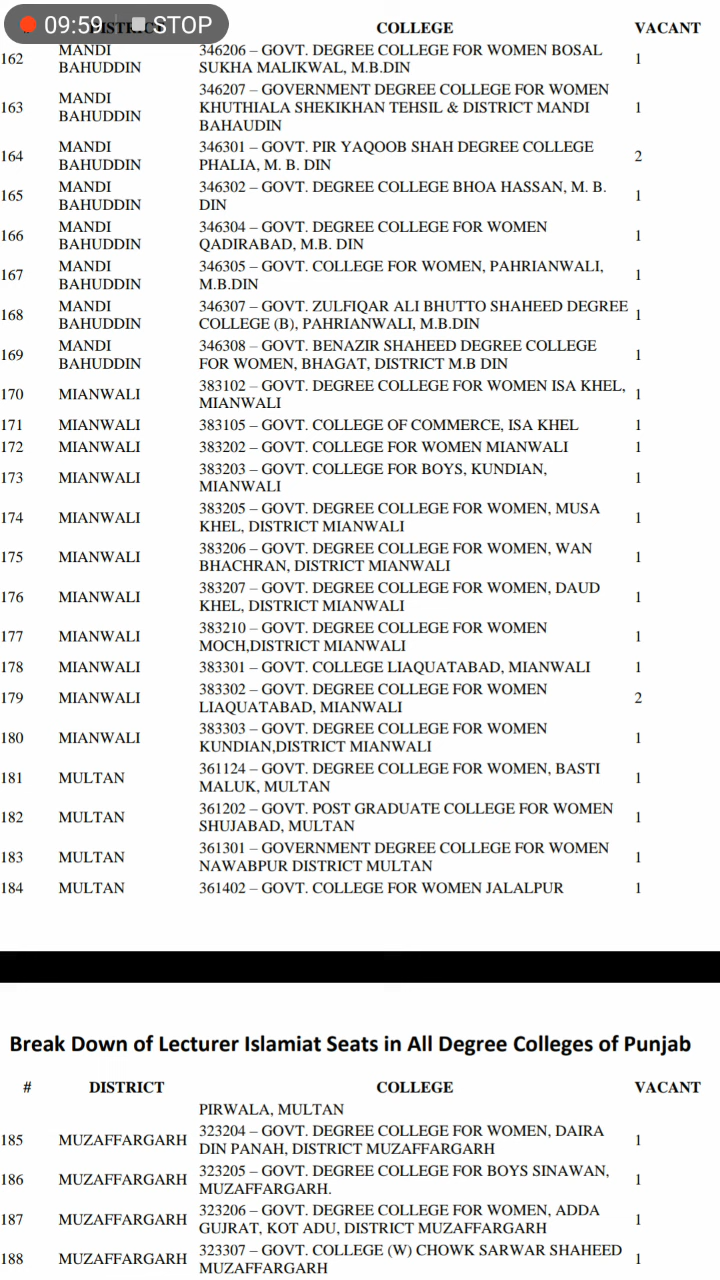 09:59 STOP
# DISTRICT COLLEGE VACANT
162 MANDI BAHUDDIN 346206 – GOVT. DEGREE COLLEGE FOR WOMEN BOSAL
SUKHA MALIKWAL, M.B.DIN 1
163 MANDI BAHUDDIN 346207 – GOVERNMENT DEGREE COLLEGE FOR WOMEN
KHUTHIALA SHEKIKHAN TEHSIL & DISTRICT MANDI
BAHAUDIN 1
164 MANDI BAHUDDIN 346301 – GOVT. PIR YAQOOB SHAH DEGREE COLLEGE
PHALIA, M. B. DIN 2
165 MANDI BAHUDDIN 346302 – GOVT. DEGREE COLLEGE BHOA HASSAN, M. B.
DIN 1
166 MANDI BAHUDDIN 346304 – GOVT. DEGREE COLLEGE FOR WOMEN
QADIRABAD, M.B. DIN 1
167 MANDI BAHUDDIN 346305 – GOVT. COLLEGE FOR WOMEN, PAHRIANWALI,
M.B.DIN 1
168 MANDI BAHUDDIN 346307 – GOVT. ZULFIQAR ALI BHUTTO SHAHEED DEGREE
COLLEGE (B), PAHRIANWALI, M.B.DIN 1
169 MANDI BAHUDDIN 346308 – GOVT. BENAZIR SHAHEED DEGREE COLLEGE
FOR WOMEN, BHAGAT, DISTRICT M.B DIN 1
170 MIANWALI 383102 – GOVT. DEGREE COLLEGE FOR WOMEN ISA KHEL,
MIANWALI 1
171 MIANWALI 383105 – GOVT. COLLEGE OF COMMERCE, ISA KHEL 1
172 MIANWALI 383202 – GOVT. COLLEGE FOR WOMEN MIANWALI 1
173 MIANWALI 383203 – GOVT. COLLEGE FOR BOYS, KUNDIAN,
MIANWALI 1
174 MIANWALI 383205 – GOVT. DEGREE COLLEGE FOR WOMEN, MUSA
KHEL, DISTRICT MIANWALI 1
175 MIANWALI 383206 – GOVT. DEGREE COLLEGE FOR WOMEN, WAN
BHACHRAN, DISTRICT MIANWALI 1
176 MIANWALI 383207 – GOVT. DEGREE COLLEGE FOR WOMEN, DAUD
KHEL, DISTRICT MIANWALI 1
177 MIANWALI 383210 – GOVT. DEGREE COLLEGE FOR WOMEN
MOCH,DISTRICT MIANWALI 1
178 MIANWALI 383301 – GOVT. COLLEGE LIAQUATABAD, MIANWALI 1
179 MIANWALI 383302 – GOVT. DEGREE COLLEGE FOR WOMEN
LIAQUATABAD, MIANWALI 2
180 MIANWALI 383303 – GOVT. DEGREE COLLEGE FOR WOMEN
KUNDIAN,DISTRICT MIANWALI 1
181 MULTAN 361124 – GOVT. DEGREE COLLEGE FOR WOMEN, BASTI
MALUK, MULTAN 1
182 MULTAN 361202 – GOVT. POST GRADUATE COLLEGE FOR WOMEN
SHUJABAD, MULTAN 1
183 MULTAN 361301 – GOVERNMENT DEGREE COLLEGE FOR WOMEN
NAWABPUR DISTRICT MULTAN 1
184 MULTAN 361402 – GOVT. COLLEGE FOR WOMEN JALALPUR 1
Break Down of Lecturer Islamiat Seats in All Degree Colleges of Punjab
# DISTRICT COLLEGE VACANT
PIRWALA, MULTAN
185 MUZAFFARGARH 323204 – GOVT. DEGREE COLLEGE FOR WOMEN, DAIRA
DIN PANAH, DISTRICT MUZAFFARGARH 1
186 MUZAFFARGARH 323205 – GOVT. DEGREE COLLEGE FOR BOYS SINAWAN,
MUZAFFARGARH. 1
187 MUZAFFARGARH 323206 – GOVT. DEGREE COLLEGE FOR WOMEN, ADDA
GUJRAT, KOT ADU, DISTRICT MUZAFFARGARH 1
188 MUZAFFARGARH 323307 – GOVT. COLLEGE (W) CHOWK SARWAR SHAHEED
MUZAFFARGARH 1